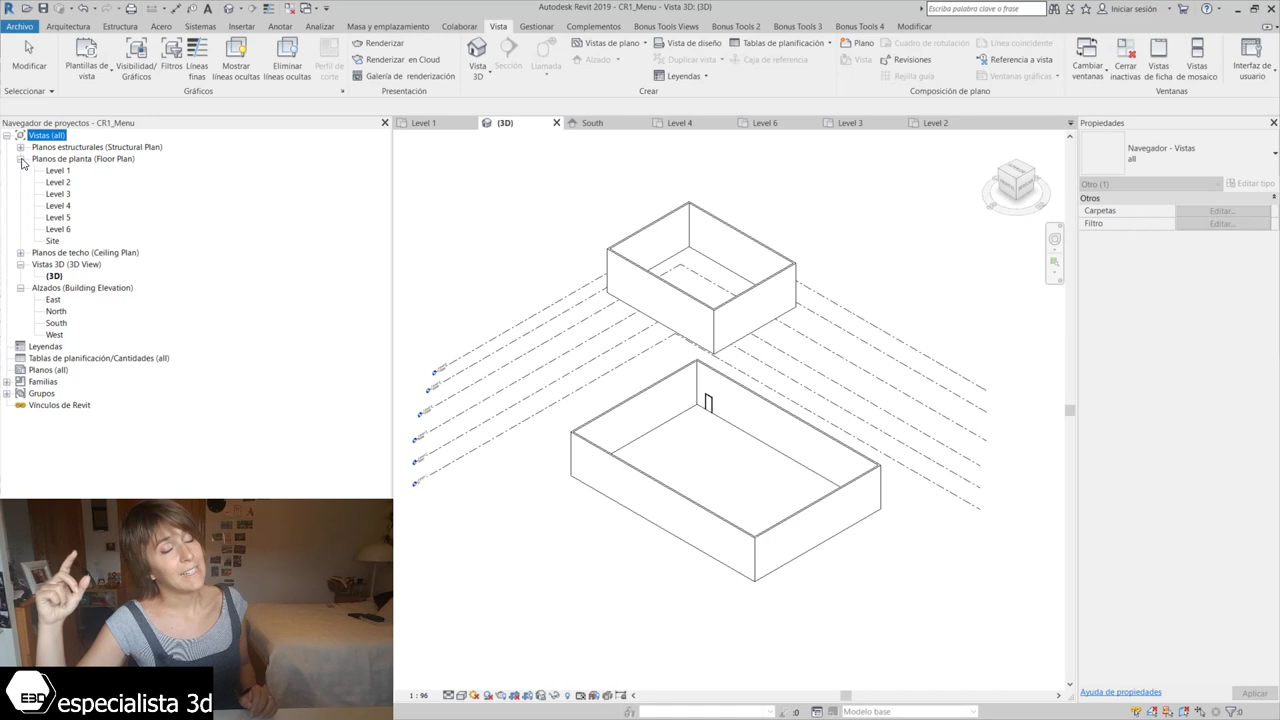 Autodesk Revit 2019 - CR1_Menu - Vista 3D: {3D}
Escriba palabra clave o frase
Iniciar sesión
Archivo Arquitectura Estructura Acero Sistemas Insertar Anotar Analizar Masa y emplazamiento Colaborar Vista Gestionar Complementos Bonus Tools Views Bonus Tools 2 Bonus Tools 3 Bonus Tools 4 Modificar
Modificar
Plantillas de vista
Visibilidad/ Gráficos
Filtros
Líneas finas
Mostrar líneas ocultas
Eliminar líneas ocultas
Perfil de corte
Renderizar
Renderizar en Cloud
Galería de renderización
Vista 3D
Sección
Llamada
Vistas de plano
Alzado
Vista de diseño
Duplicar vista
Leyendas
Tablas de planificación
Caja de referencia
Plano
Vista
Cuadro de rotulación
Revisiones
Rejilla guía
Línea coincidente
Referencia a vista
Ventanas gráficas
Cambiar ventanas
Cerrar inactivas
Vistas de ficha
Vistas de mosaico
Interfaz de usuario
Seleccionar Gráficos Presentación Crear Composición de plano Ventanas
Navegador de proyectos - CR1_Menu
Level 1 {3D} South Level 4 Level 6 Level 3 Level 2
Propiedades
Vistas (all)
Planos estructurales (Structural Plan)
Planos de planta (Floor Plan)
Level 1
Level 2
Level 3
Level 4
Level 5
Level 6
Site
Planos de techo (Ceiling Plan)
Vistas 3D (3D View)
{3D}
Alzados (Building Elevation)
East
North
South
West
Leyendas
Tablas de planificación/Cantidades (all)
Planos (all)
Familias
Grupos
Vínculos de Revit
Navegador - Vistas
all
Otro (1)
Editar tipo
Otros
Carpetas Editar...
Filtro Editar...
E3D especialista 3d
1 : 96
Ayuda de propiedades
Aplicar
:0
Modelo base
:0